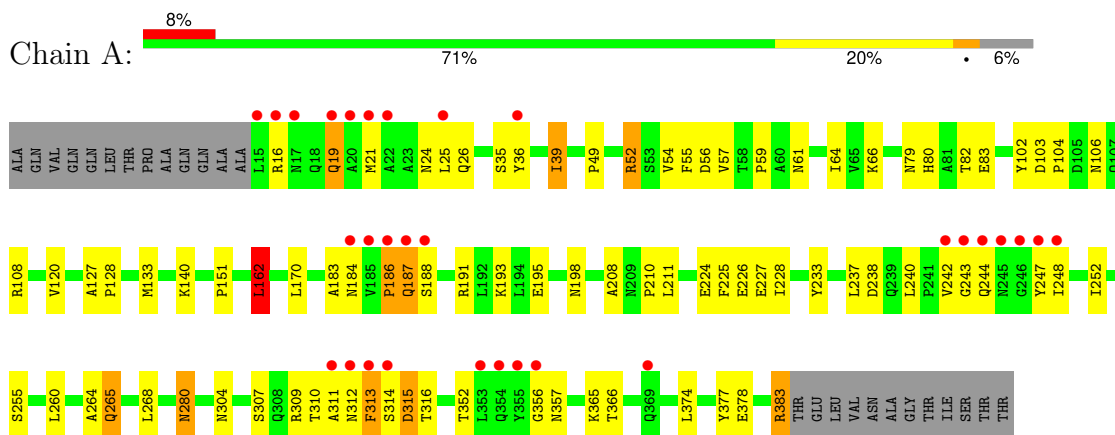 8%
Chain A:
71% 20% • 6%
ALA GLN VAL GLN GLN LEU THR PRO ALA GLN GLN ALA ALA L15 R16 N17 Q18 Q19 A20 M21 A22 A23 N24 L25 Q26 S35 Y36 I39 P49 R52 S53 V54 F55 D56 V57 T58 P59 A60 N61 I64 V65 K66 N79 H80 A81 T82 E83 Y102 D103 P104 D105 N106 Q107
R108 V120 A127 P128 M133 K140 P151 L162 L170 A183 N184 V185 P186 Q187 S188 R191 L192 K193 L194 E195 N198 A208 N209 P210 L211 E224 F225 E226 E227 I228 Y233 L237 D238 Q239 L240 P241 V242 G243 Q244 N245 G246 Y247 I248 I252
S255 L260 A264 Q265 L268 N280 N304 S307 Q308 R309 T310 A311 N312 F313 S314 D315 T316 T352 L353 Q354 Y355 G356 N357 K365 T366 Q369 L374 Y377 E378 R383 THR GLU LEU VAL ASN ALA GLY THR ILE SER THR THR